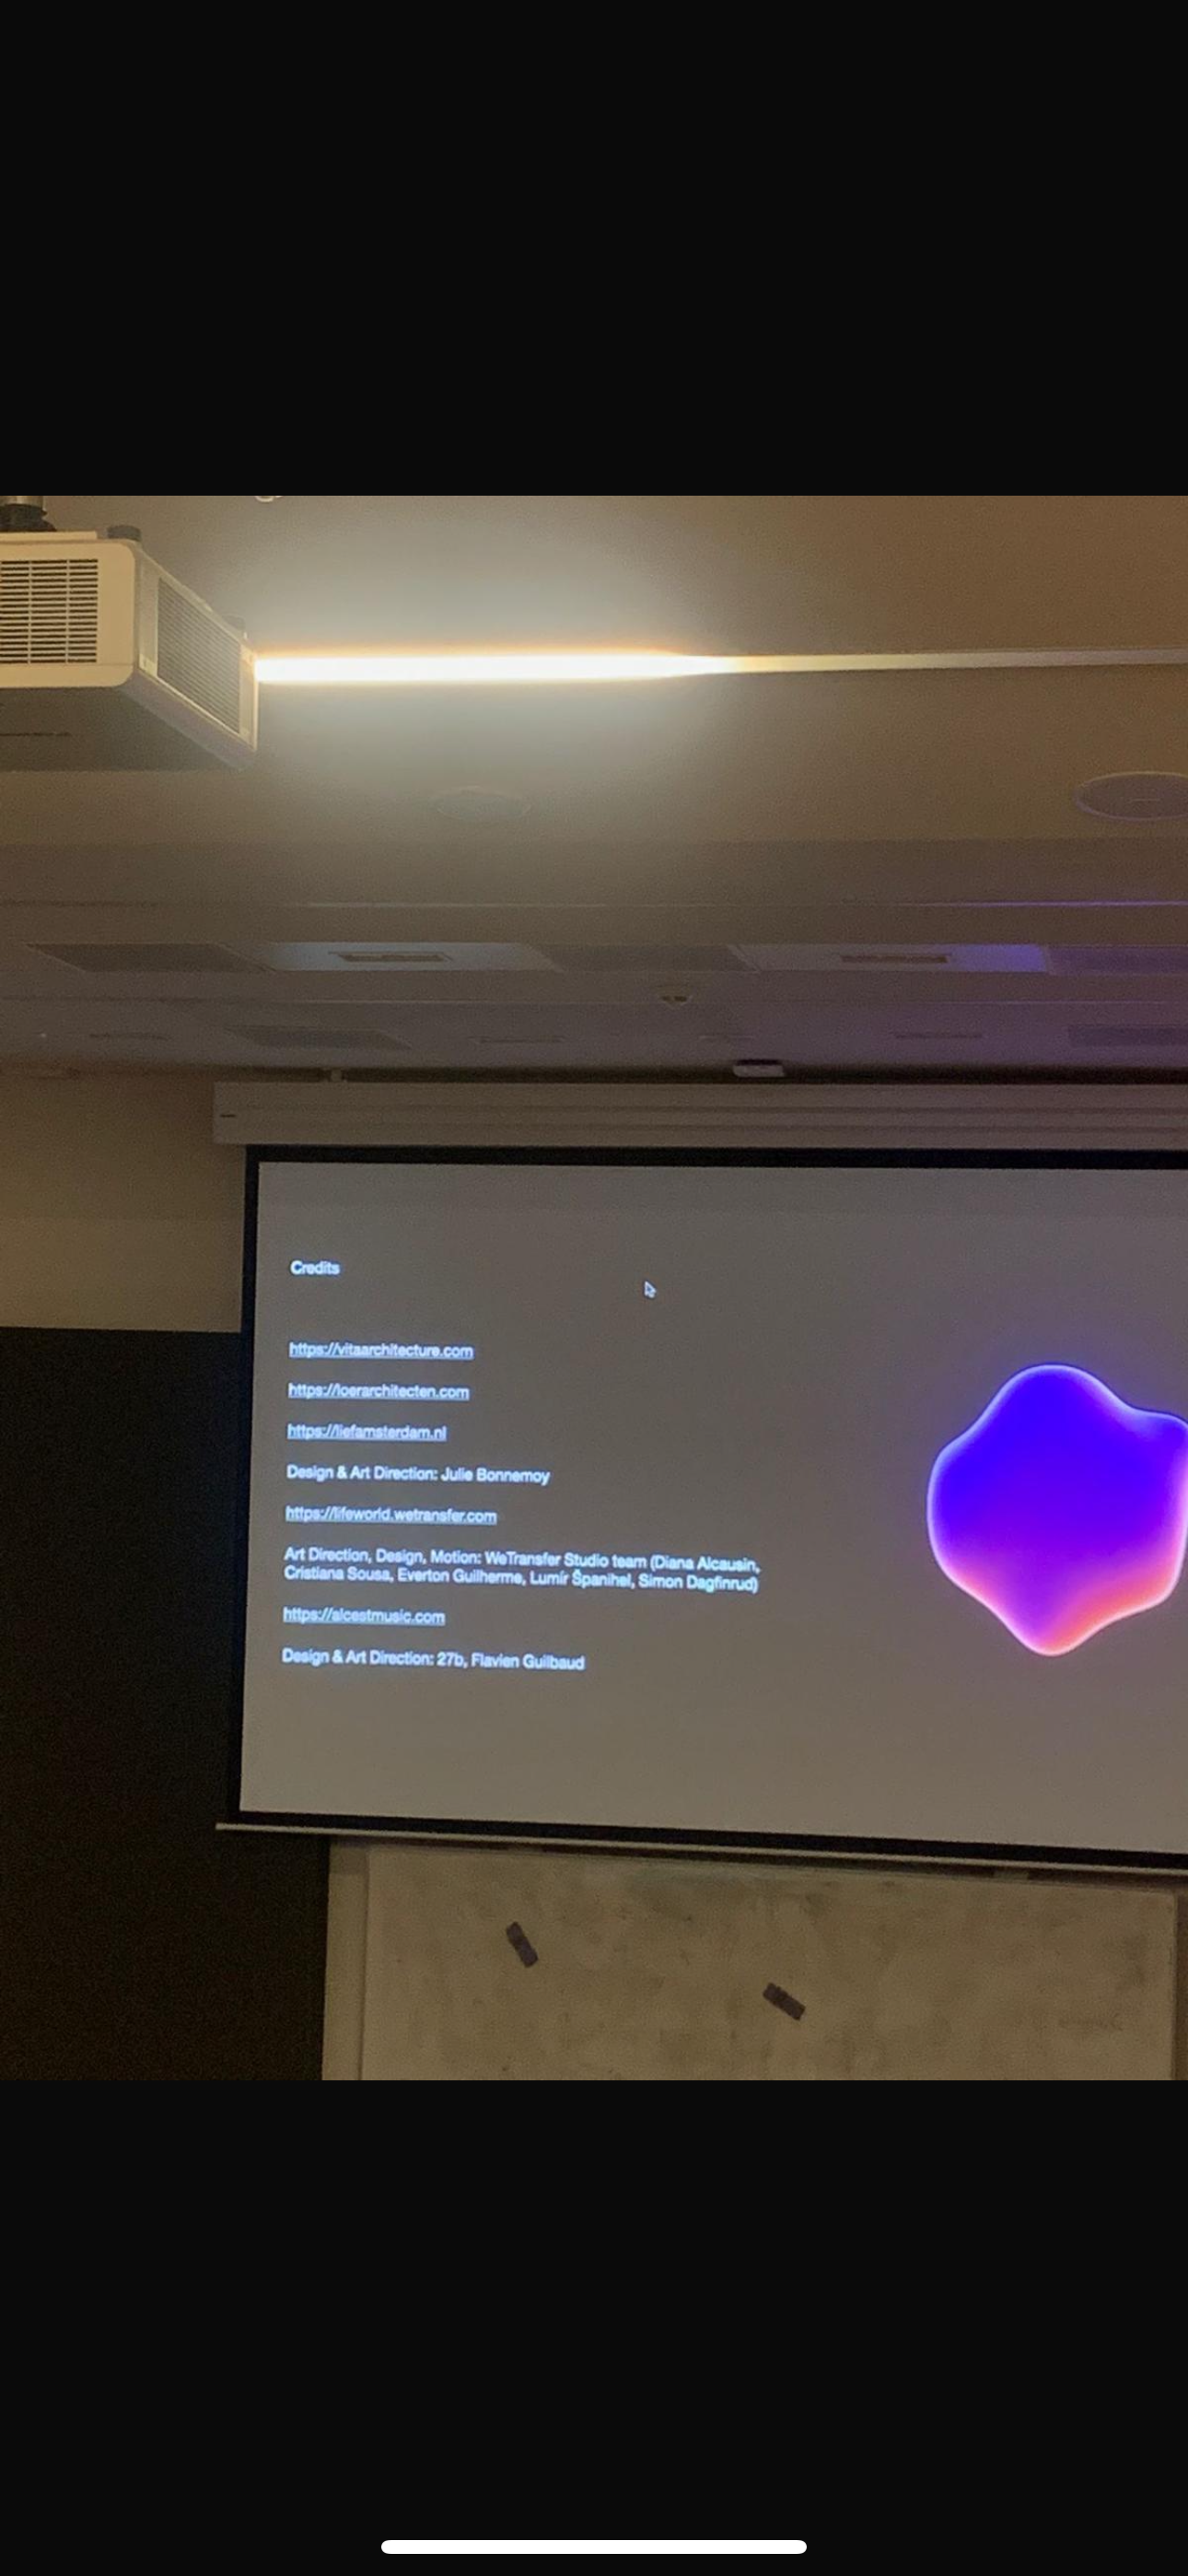 Credits
https://vitaarchitecture.com
https://loerarchitecten.com
https://liefamsterdam.nl
Design & Art Direction: Julie Bonnemoy
https://lifeworld.wetransfer.com
Art Direction, Design, Motion: WeTransfer Studio team (Diana Alcausin,
Cristiana Sousa, Everton Guilherme, Lumír Španihel, Simon Dagfinrud)
https://alcestmusic.com
Design & Art Direction: 27b, Flavien Guilbaud